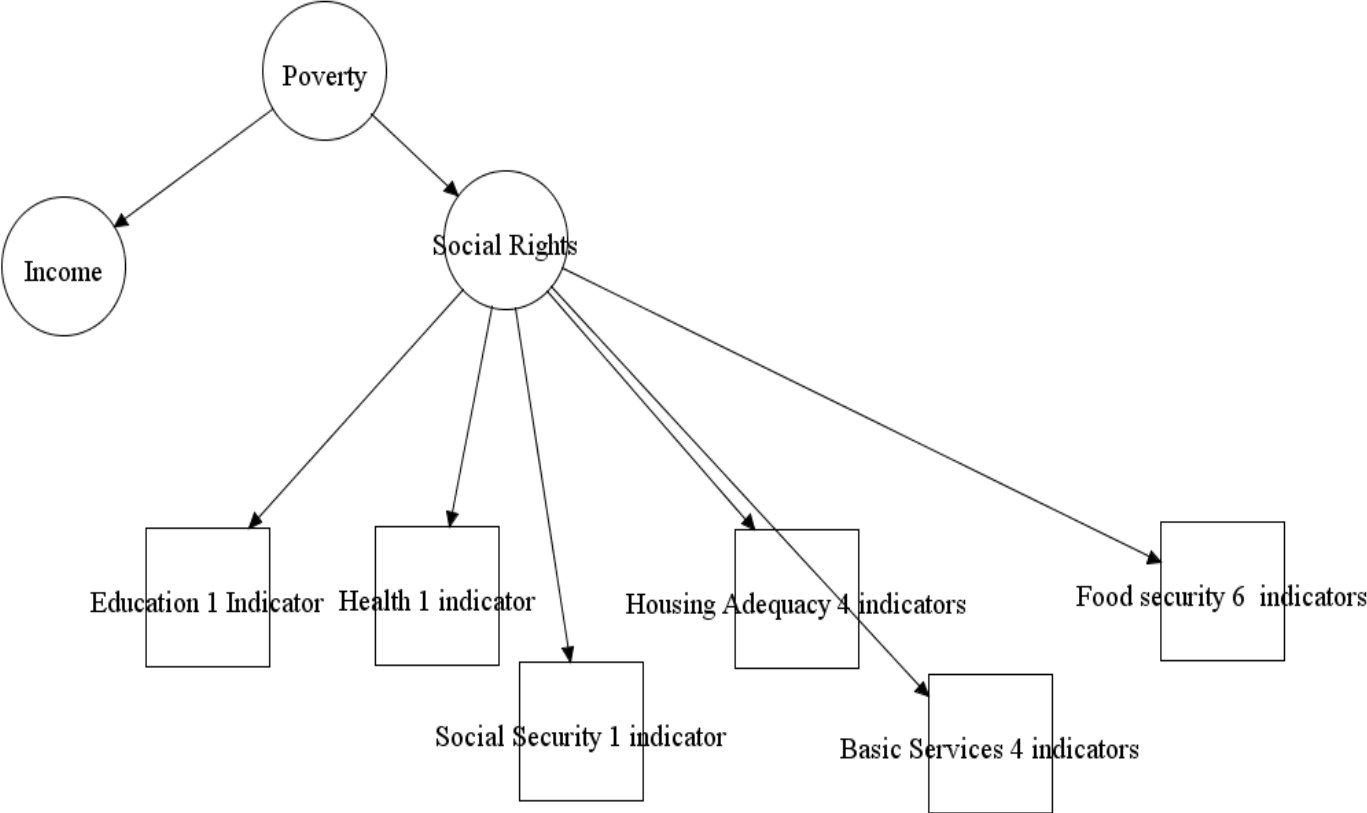 Poverty
Social Rights
Income
Education 1 Indicator
Health 1 indicator
Housing Adequacy 4 indicators
Food security 6  indicators
Social Security 1 indicator
Basic Services 4 indicators